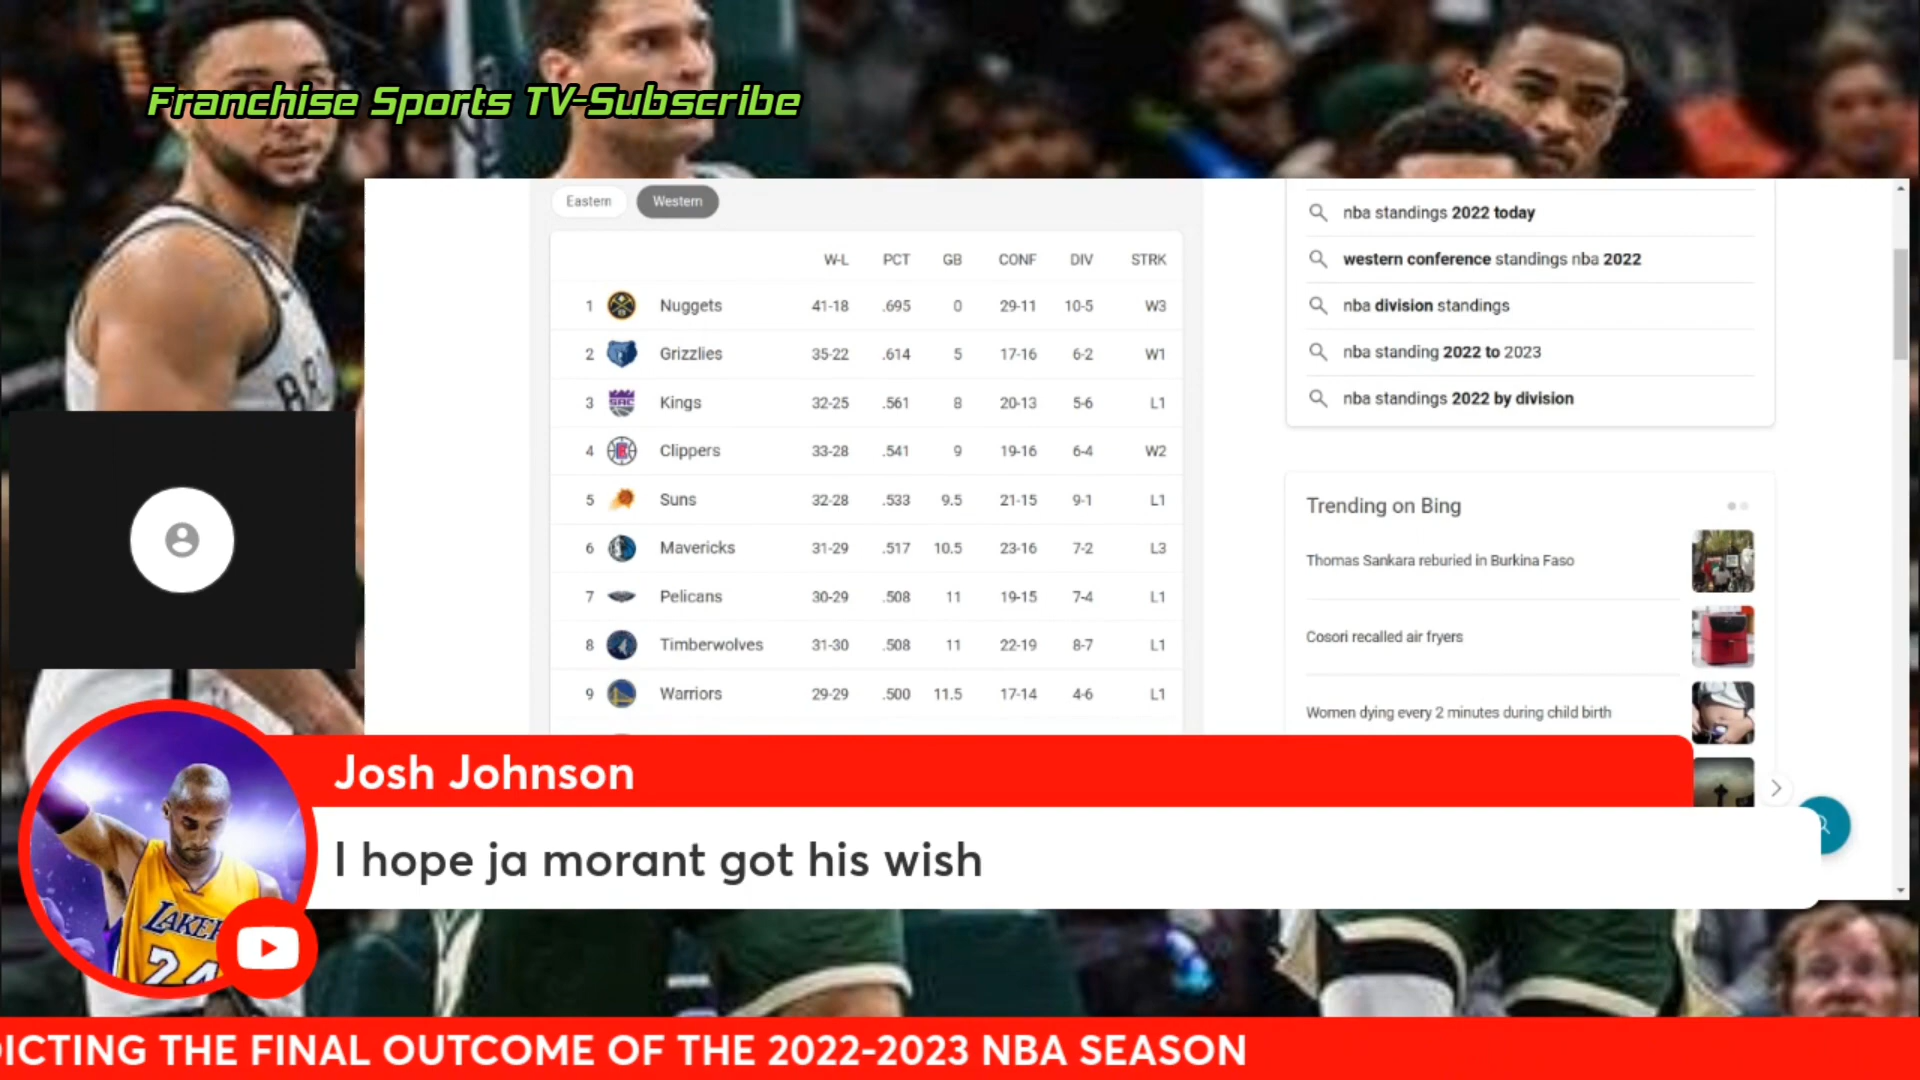 Franchise Sports TV-Subscribe
Eastern Western
W-L PCT GB CONF DIV STRK
1 Nuggets 41-18 .695 0 29-11 10-5 W3
2 Grizzlies 35-22 .614 5 17-16 6-2 W1
3 Kings 32-25 .561 8 20-13 5-6 L1
4 Clippers 33-28 .541 9 19-16 6-4 W2
5 Suns 32-28 .533 9.5 21-15 9-1 L1
6 Mavericks 31-29 .517 10.5 23-16 7-2 L3
7 Pelicans 30-29 .508 11 19-15 7-4 L1
8 Timberwolves 31-30 .508 11 22-19 8-7 L1
9 Warriors 29-29 .500 11.5 17-14 4-6 L1
nba standings 2022 today
western conference standings nba 2022
nba division standings
nba standing 2022 to 2023
nba standings 2022 by division
Trending on Bing
Thomas Sankara reburied in Burkina Faso
Cosori recalled air fryers
Women dying every 2 minutes during child birth
Josh Johnson
I hope ja morant got his wish
LAKERS
24
DICTING THE FINAL OUTCOME OF THE 2022-2023 NBA SEASON